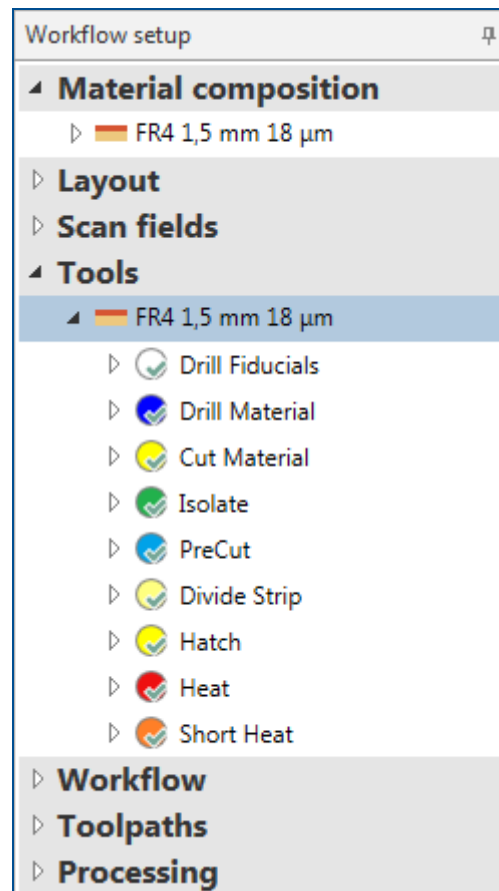 Workflow setup
Material composition
FR4 1,5 mm 18 µm
Layout
Scan fields
Tools
FR4 1,5 mm 18 µm
Drill Fiducials
Drill Material
Cut Material
Isolate
PreCut
Divide Strip
Hatch
Heat
Short Heat
Workflow
Toolpaths
Processing